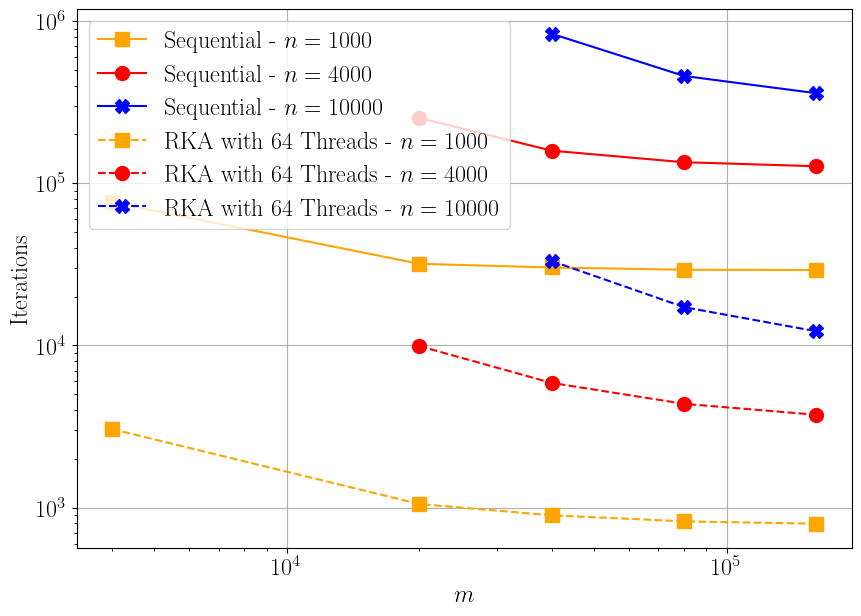 10^6
10^5
10^4
10^3
Iterations
Sequential - n = 1000
Sequential - n = 4000
Sequential - n = 10000
RKA with 64 Threads - n = 1000
RKA with 64 Threads - n = 4000
RKA with 64 Threads - n = 10000
10^4
10^5
m